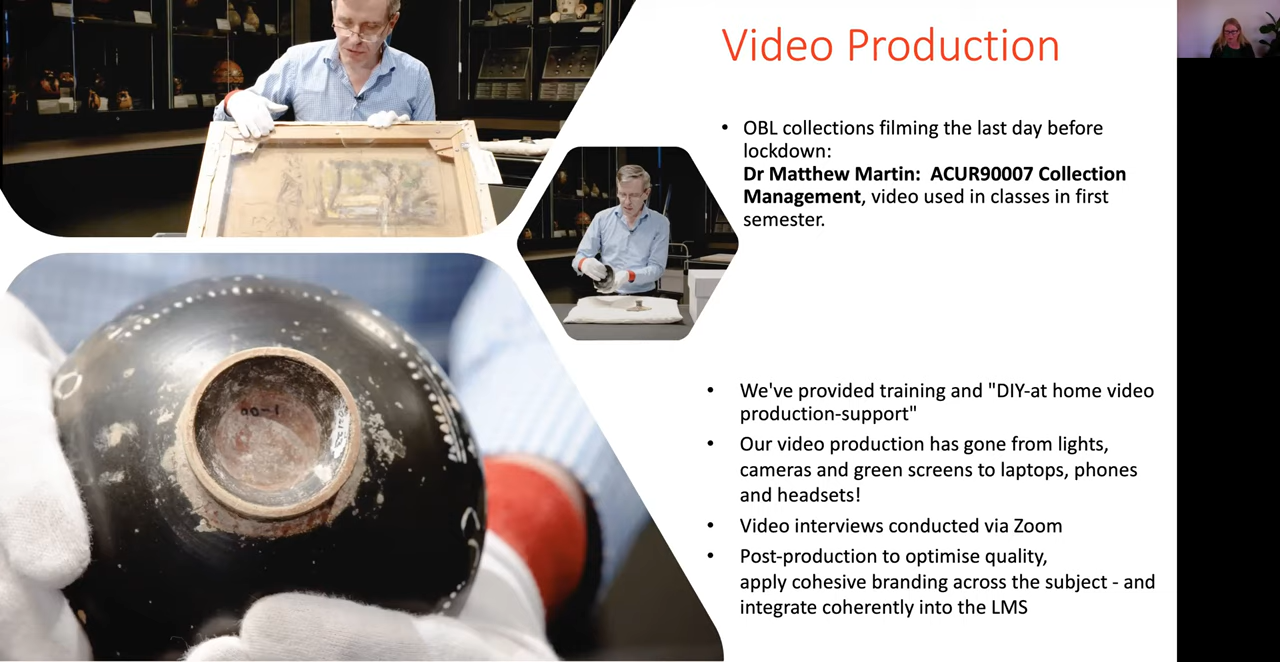 Video Production
• OBL collections filming the last day before
lockdown:
Dr Matthew Martin: ACUR90007 Collection
Management, video used in classes in first
semester.
• We've provided training and "DIY-at home video
production-support"
• Our video production has gone from lights,
cameras and green screens to laptops, phones
and headsets!
• Video interviews conducted via Zoom
• Post-production to optimise quality,
apply cohesive branding across the subject - and
integrate coherently into the LMS